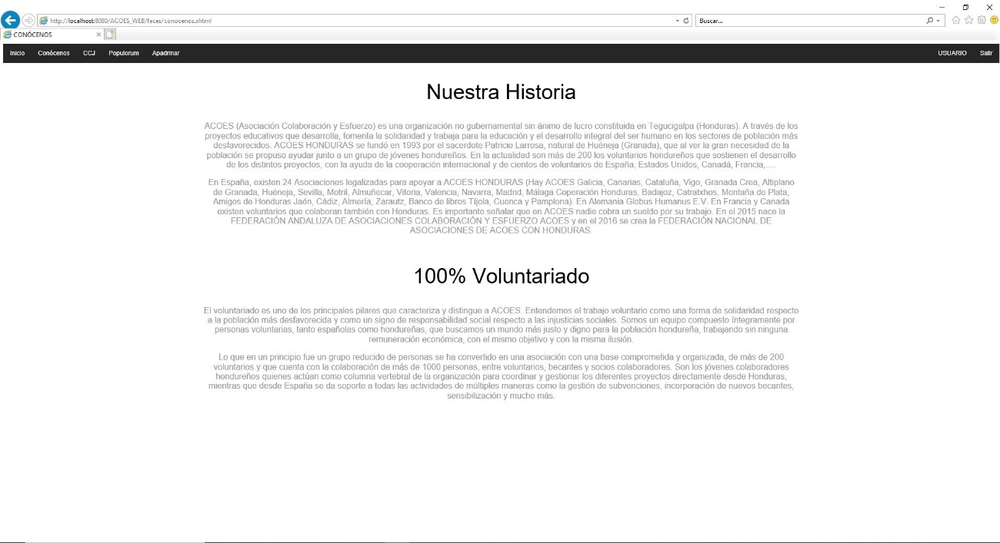 http://localhost:8080/ACOES_WEB/faces/conocenos.xhtml
Buscar...
CONÓCENOS
Inicio Conócenos CCJ Populorum Apadrinar USUARIO Salir
Nuestra Historia
ACOES (Asociación Colaboración y Esfuerzo) es una organización no gubernamental sin ánimo de lucro constituida en Tegucigalpa (Honduras). A través de los
proyectos educativos que desarrolla, fomenta la solidaridad y trabaja para la educación y el desarrollo integral del ser humano en los sectores de población más
desfavorecidos. ACOES HONDURAS se fundó en 1993 por el sacerdote Patricio Larrosa, natural de Huéneja (Granada), que al ver la gran necesidad de la
población se propuso ayudar junto a un grupo de jóvenes hondureños. En la actualidad son más de 200 los voluntarios hondureños que sostienen el desarrollo
de los distintos proyectos, con la ayuda de la cooperación internacional y de cientos de voluntarios de España, Estados Unidos, Canadá, Francia,….
En España, existen 24 Asociaciones legalizadas para apoyar a ACOES HONDURAS (Hay ACOES Galicia, Canarias, Cataluña, Vigo, Granada Crea, Altiplano
de Granada, Huéneja, Sevilla, Motril, Almuñecar, Vitoria, Valencia, Navarra, Madrid, Málaga Coperación Honduras, Badajoz, Catratxhos, Montaña de Plata,
Amigos de Honduras Jaén, Cádiz, Almería, Zarautz, Banco de libros Tíjola, Cuenca y Pamplona). En Alemania Globus Humanus E.V. En Francia y Canada
existen voluntarios que colaboran también con Honduras. Es importante señalar que en ACOES nadie cobra un sueldo por su trabajo. En el 2015 nace la
FEDERACIÓN ANDALUZA DE ASOCIACIONES COLABORACIÓN Y ESFUERZO ACOES y en el 2016 se crea la FEDERACIÓN NACIONAL DE
ASOCIACIONES DE ACOES CON HONDURAS.
100% Voluntariado
El voluntariado es uno de los principales pilares que caracteriza y distingue a ACOES. Entendemos el trabajo voluntario como una forma de solidaridad respecto
a la población más desfavorecida y como un signo de responsabilidad social respecto a las injusticias sociales. Somos un equipo compuesto íntegramente por
personas voluntarias, tanto españolas como hondureñas, que buscamos un mundo más justo y digno para la población hondureña, trabajando sin ninguna
remuneración económica, con el mismo objetivo y con la misma ilusión.
Lo que en un principio fue un grupo reducido de personas se ha convertido en una asociación con una base comprometida y organizada, de más de 200
voluntarios y que cuenta con la colaboración de más de 1000 personas, entre voluntarios, becantes y socios colaboradores. Son los jóvenes colaboradores
hondureños quienes actúan como columna vertebral de la organización para coordinar y gestionar los diferentes proyectos directamente desde Honduras,
mientras que desde España se da soporte a todas las actividades de múltiples maneras como la gestión de subvenciones, incorporación de nuevos becantes,
sensibilización y mucho más.